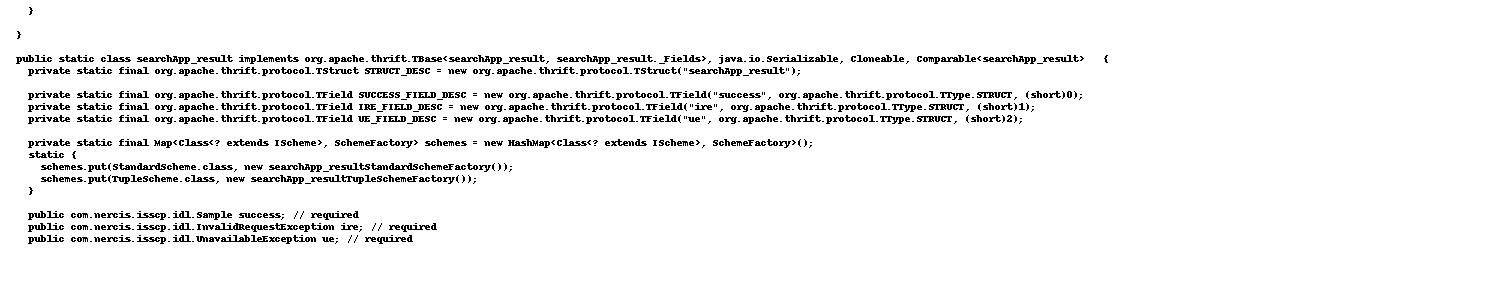 }
}
public static class searchApp_result implements org.apache.thrift.TBase<searchApp_result, searchApp_result._Fields>, java.io.Serializable, Cloneable, Comparable<searchApp_result>   {
private static final org.apache.thrift.protocol.TStruct STRUCT_DESC = new org.apache.thrift.protocol.TStruct("searchApp_result");
private static final org.apache.thrift.protocol.TField SUCCESS_FIELD_DESC = new org.apache.thrift.protocol.TField("success", org.apache.thrift.protocol.TType.STRUCT, (short)0);
private static final org.apache.thrift.protocol.TField IRE_FIELD_DESC = new org.apache.thrift.protocol.TField("ire", org.apache.thrift.protocol.TType.STRUCT, (short)1);
private static final org.apache.thrift.protocol.TField UE_FIELD_DESC = new org.apache.thrift.protocol.TField("ue", org.apache.thrift.protocol.TType.STRUCT, (short)2);
private static final Map<Class<? extends IScheme>, SchemeFactory> schemes = new HashMap<Class<? extends IScheme>, SchemeFactory>();
static {
schemes.put(StandardScheme.class, new searchApp_resultStandardSchemeFactory());
schemes.put(TupleScheme.class, new searchApp_resultTupleSchemeFactory());
}
public com.nercis.isscp.idl.Sample success; // required
public com.nercis.isscp.idl.InvalidRequestException ire; // required
public com.nercis.isscp.idl.UnavailableException ue; // required